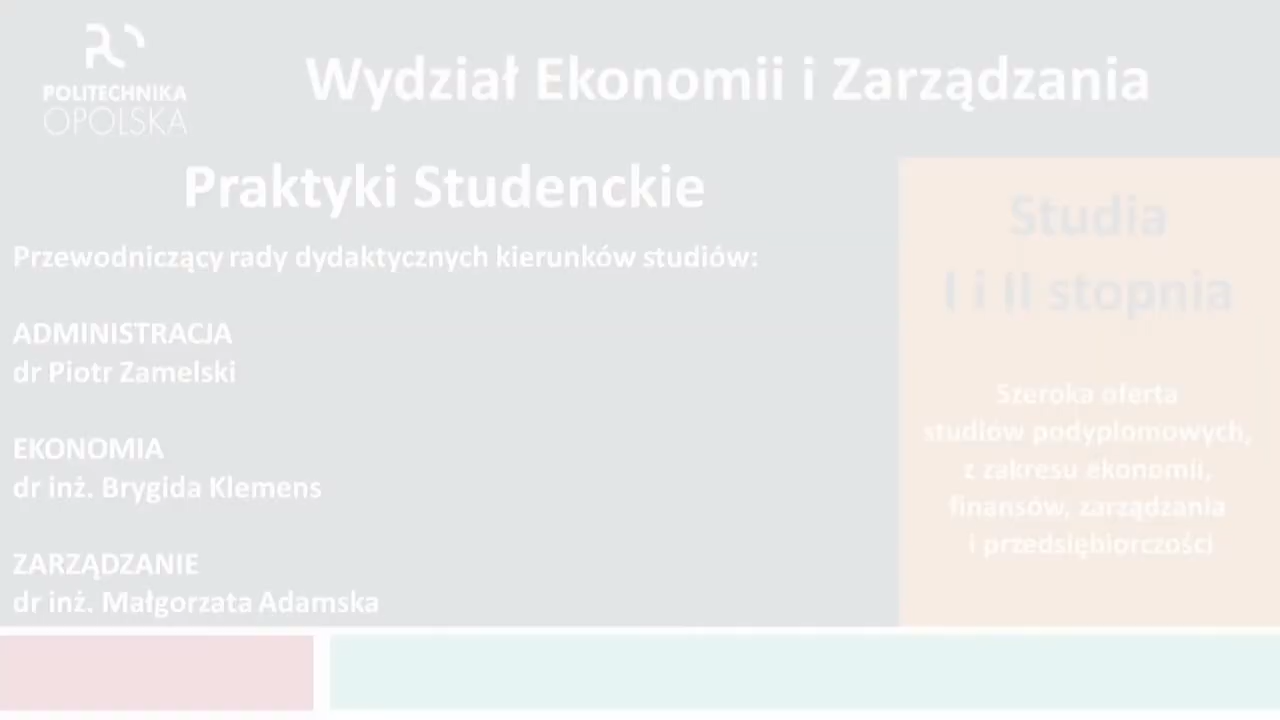 POLITECHNIKA
OPOLSKA
Wydział Ekonomii i Zarządzania
Praktyki Studenckie
Przewodniczący rady dydaktycznych kierunków studiów:
ADMINISTRACJA
dr Piotr Zamelski
EKONOMIA
dr inż. Brygida Klemens
ZARZĄDZANIE
dr inż. Małgorzata Adamska
Studia
I i II stopnia
Szeroka oferta
studiów podyplomowych,
z zakresu ekonomii,
finansów, zarządzania
i przedsiębiorczości